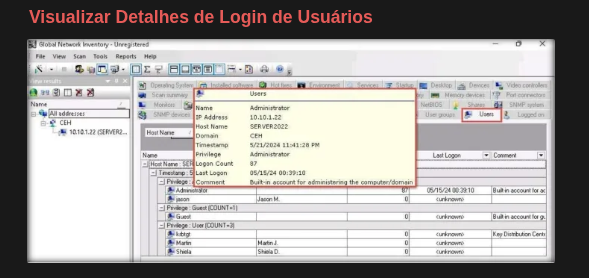 Visualizar Detalhes de Login de Usuários
Global Network Inventory - Unregistered
File View Scan Tools Reports Help
View results
Name
All addresses
CEH
10.10.1.22 (SERVER2...
Operating System Installed software Hot fixes Environment Services Startup Desktop Devices Video controllers
Scan summary Memory devices Port connectors
Monitors NetBIOS Shares SNMP systems
SNMP devices User groups Users Logged on
Host Name
Users
Name Administrator
IP Address 10.10.1.22
Host Name SERVER2022
Domain CEH
Timestamp 5/21/2024 11:41:28 PM
Privilege Administrator
Logon Count 87
Last Logon 05/15/24 00:39:10
Comment Built-in account for administering the computer/domain
Name Last Logon Comment
Host Name : SER
Timestamp : 5
Privilege :
Administrator 87 05/15/24 00:39:10 Built-in account for ac
jason Jason M. 0 (unknown)
Privilege : Guest (COUNT=1)
Guest 0 (unknown) Built-in account for gu
Privilege : User (COUNT=3)
krbtgt 0 (unknown) Key Distribution Cente
Martin Martin J. 0 (unknown)
Shiela Shiela D. 0 (unknown)